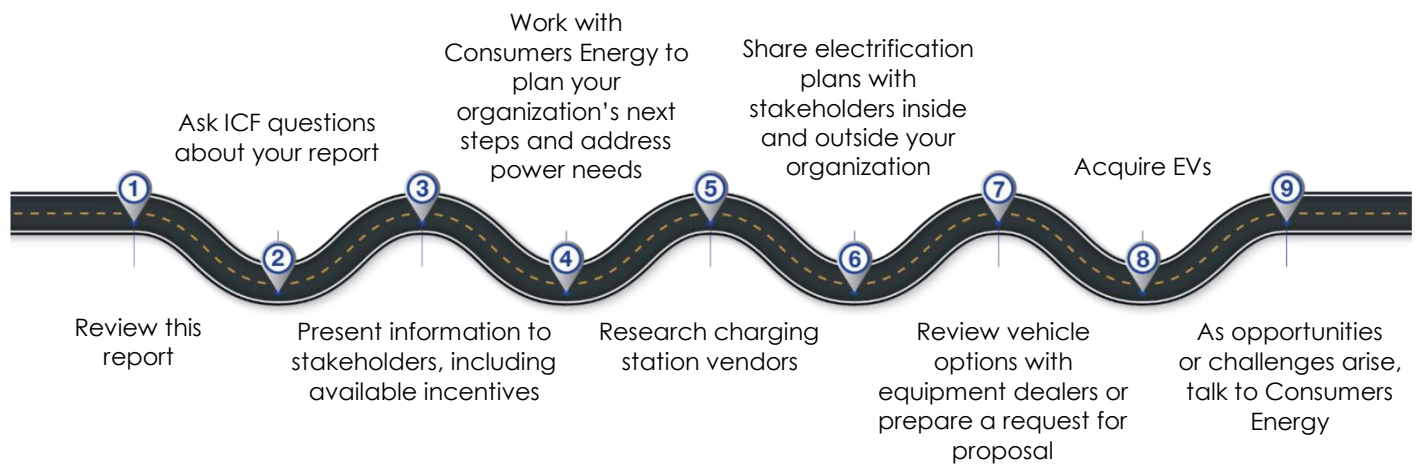 1
Review this
report
2
Ask ICF questions
about your report
3
Present information to
stakeholders, including
available incentives
4
Work with
Consumers Energy to
plan your
organization's next
steps and address
power needs
5
Research charging
station vendors
6
Share electrification
plans with
stakeholders inside
and outside your
organization
7
Review vehicle
options with
equipment dealers or
prepare a request for
proposal
8
Acquire EVs
9
As opportunities
or challenges arise,
talk to Consumers
Energy